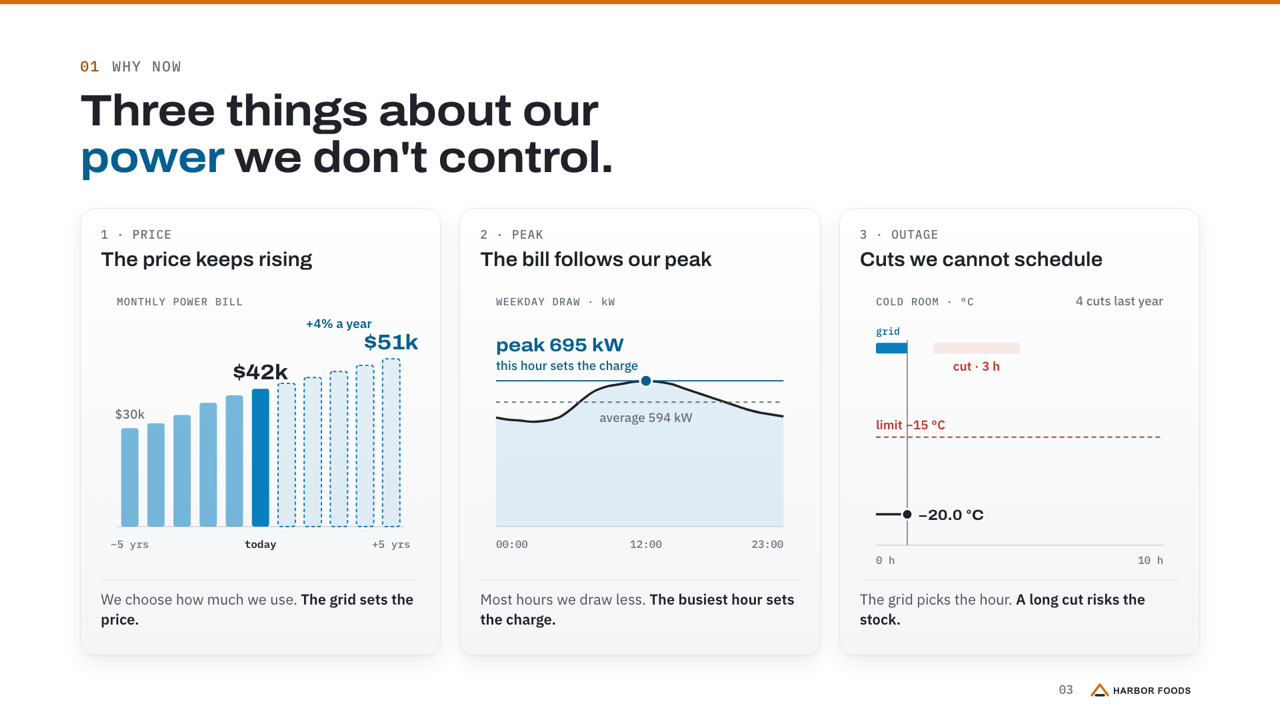 01 WHY NOW
Three things about our
power we don't control.
1 · PRICE
The price keeps rising
MONTHLY POWER BILL
+4% a year
$51k
$42k
$30k
−5 yrs
today
+5 yrs
We choose how much we use. The grid sets the
price.
2 · PEAK
The bill follows our peak
WEEKDAY DRAW · kW
peak 695 kW
this hour sets the charge
average 594 kW
00:00
12:00
23:00
Most hours we draw less. The busiest hour sets
the charge.
3 · OUTAGE
Cuts we cannot schedule
COLD ROOM · °C
4 cuts last year
grid
cut · 3 h
limit −15 °C
−20.0 °C
0 h
10 h
The grid picks the hour. A long cut risks the
stock.
03
HARBOR FOODS